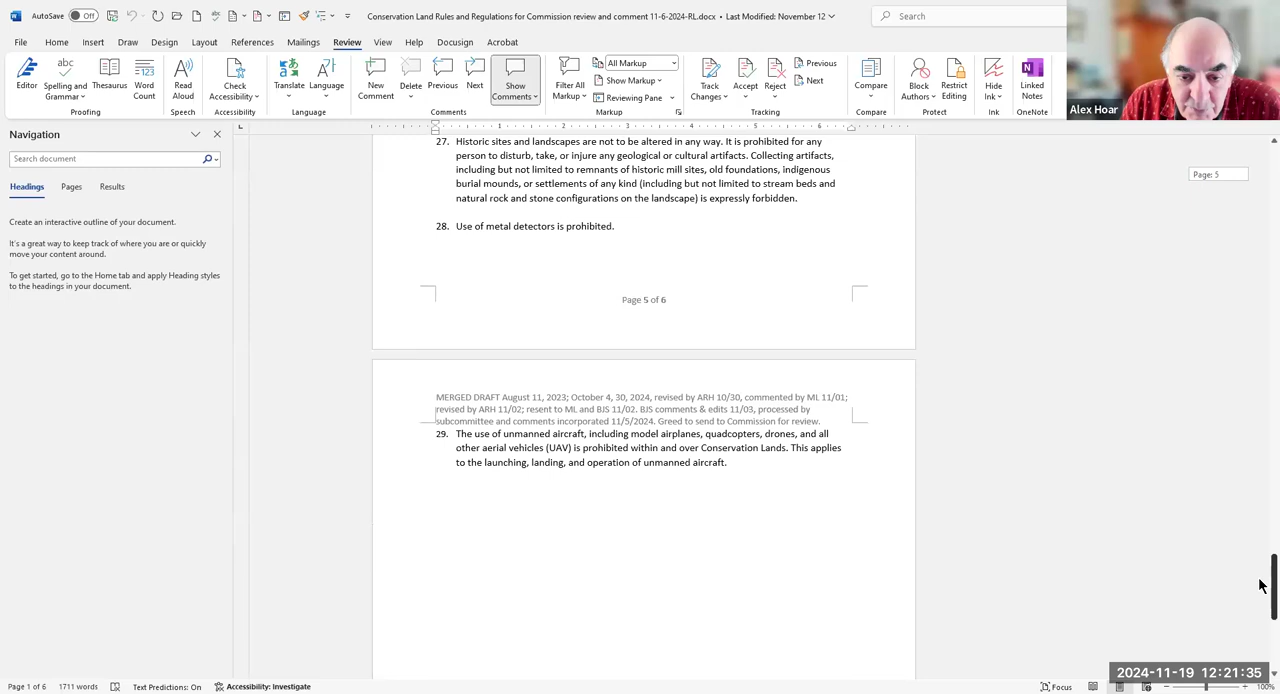 AutoSave Off Conservation Land Rules and Regulations for Commission review and comment 11-6-2024-RL.docx • Last Modified: November 12 Search
File Home Insert Draw Design Layout References Mailings Review View Help Docusign Acrobat
Editor Spelling and Grammar Thesaurus Word Count Read Aloud Check Accessibility Translate Language New Comment Delete Previous Next Show Comments Filter All Markup All Markup Show Markup Reviewing Pane Track Changes Accept Reject Previous Next Compare Block Authors Restrict Editing Hide Ink Linked Notes
Proofing Speech Accessibility Language Comments Markup Tracking Compare Protect Ink OneNote
Alex Hoar
Navigation
Search document
Headings Pages Results
Create an interactive outline of your document.
It's a great way to keep track of where you are or quickly
move your content around.
To get started, go to the Home tab and apply Heading styles
to the headings in your document.
1 2 3 4 5 6
Page: 5
27. Historic sites and landscapes are not to be altered in any way. It is prohibited for any
person to disturb, take, or injure any geological or cultural artifacts. Collecting artifacts,
including but not limited to remnants of historic mill sites, old foundations, indigenous
burial mounds, or settlements of any kind (including but not limited to stream beds and
natural rock and stone configurations on the landscape) is expressly forbidden.
28. Use of metal detectors is prohibited.
Page 5 of 6
MERGED DRAFT August 11, 2023; October 4, 30, 2024, revised by ARH 10/30, commented by ML 11/01;
revised by ARH 11/02; resent to ML and BJS 11/02. BJS comments & edits 11/03, processed by
subcommittee and comments incorporated 11/5/2024. Greed to send to Commission for review.
29. The use of unmanned aircraft, including model airplanes, quadcopters, drones, and all
other aerial vehicles (UAV) is prohibited within and over Conservation Lands. This applies
to the launching, landing, and operation of unmanned aircraft.
2024-11-19 12:21:35
Page 1 of 6 1711 words Text Predictions: On Accessibility: Investigate Focus 100%